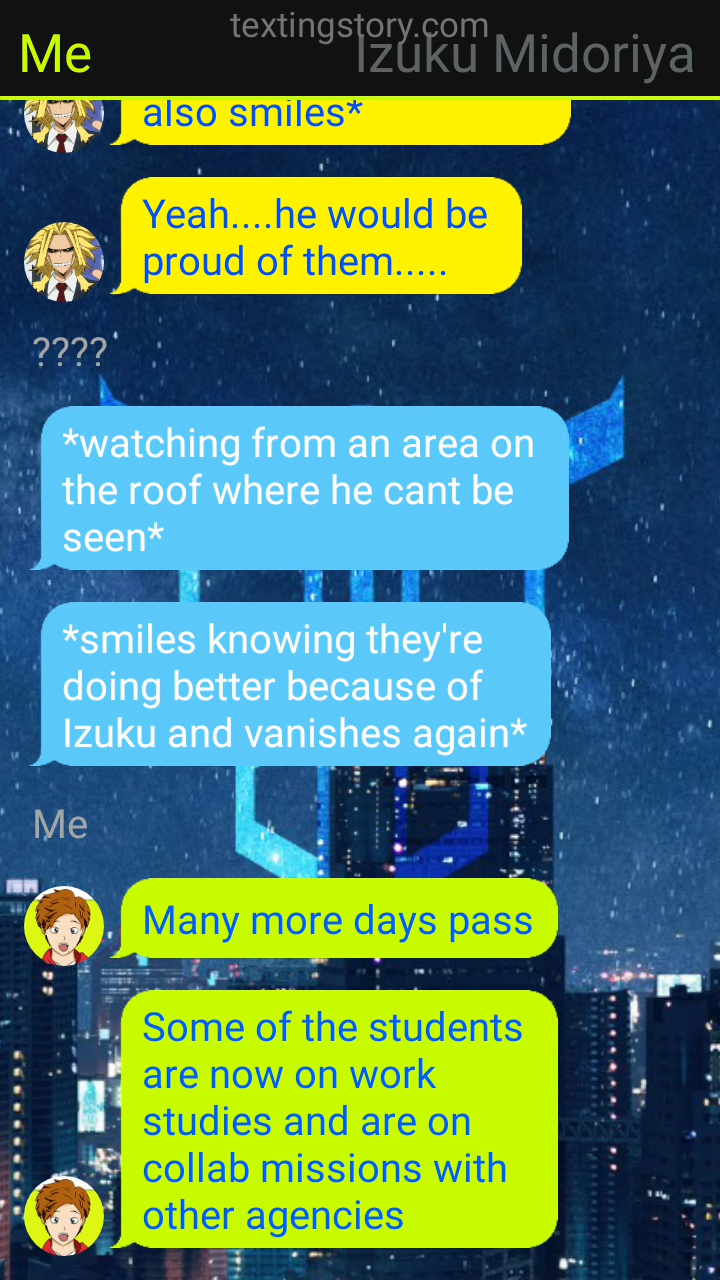 textingstory.com
Me
Izuku Midoriya
also smiles*
Yeah....he would be
proud of them.....
????
*watching from an area on
the roof where he cant be
seen*
*smiles knowing they're
doing better because of
Izuku and vanishes again*
Me
Many more days pass
Some of the students
are now on work
studies and are on
collab missions with
other agencies